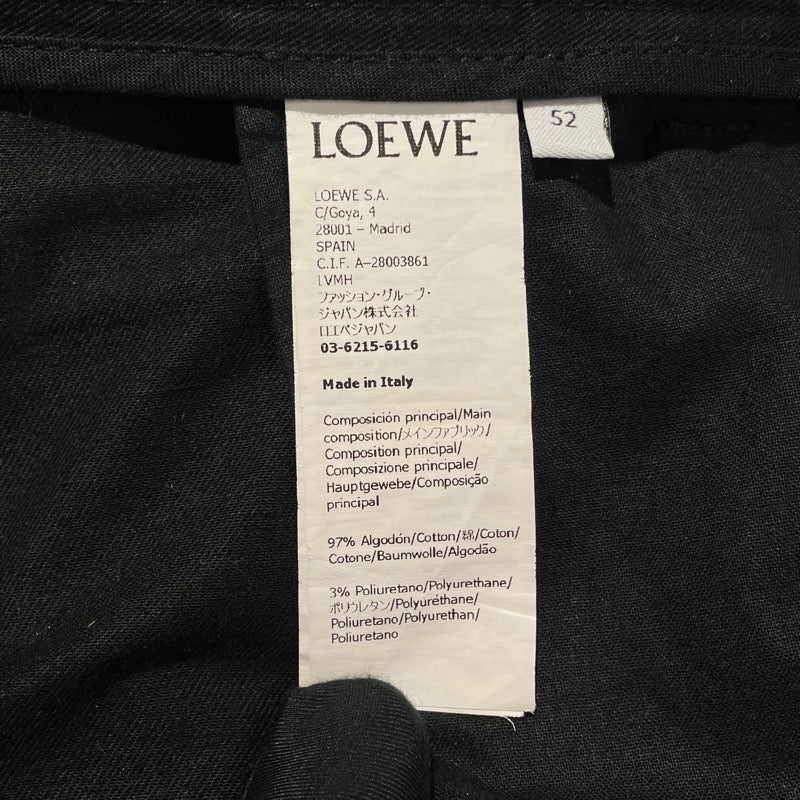 LOEWE
52
LOEWE S.A.
C/Goya, 4
28001 – Madrid
SPAIN
C.I.F. A–28003861
LVMH
ファッション・グループ・
ジャパン株式会社
ロエベジャパン
03-6215-6116
Made in Italy
Composición principal/Main
composition/メインファブリック/
Composition principal/
Composizione principale/
Hauptgewebe/Composição
principal
97% Algodón/Cotton/綿/Coton/
Cotone/Baumwolle/Algodão
3% Poliuretano/Polyurethane/
ポリウレタン/Polyuréthane/
Poliuretano/Polyurethan/
Poliuretano